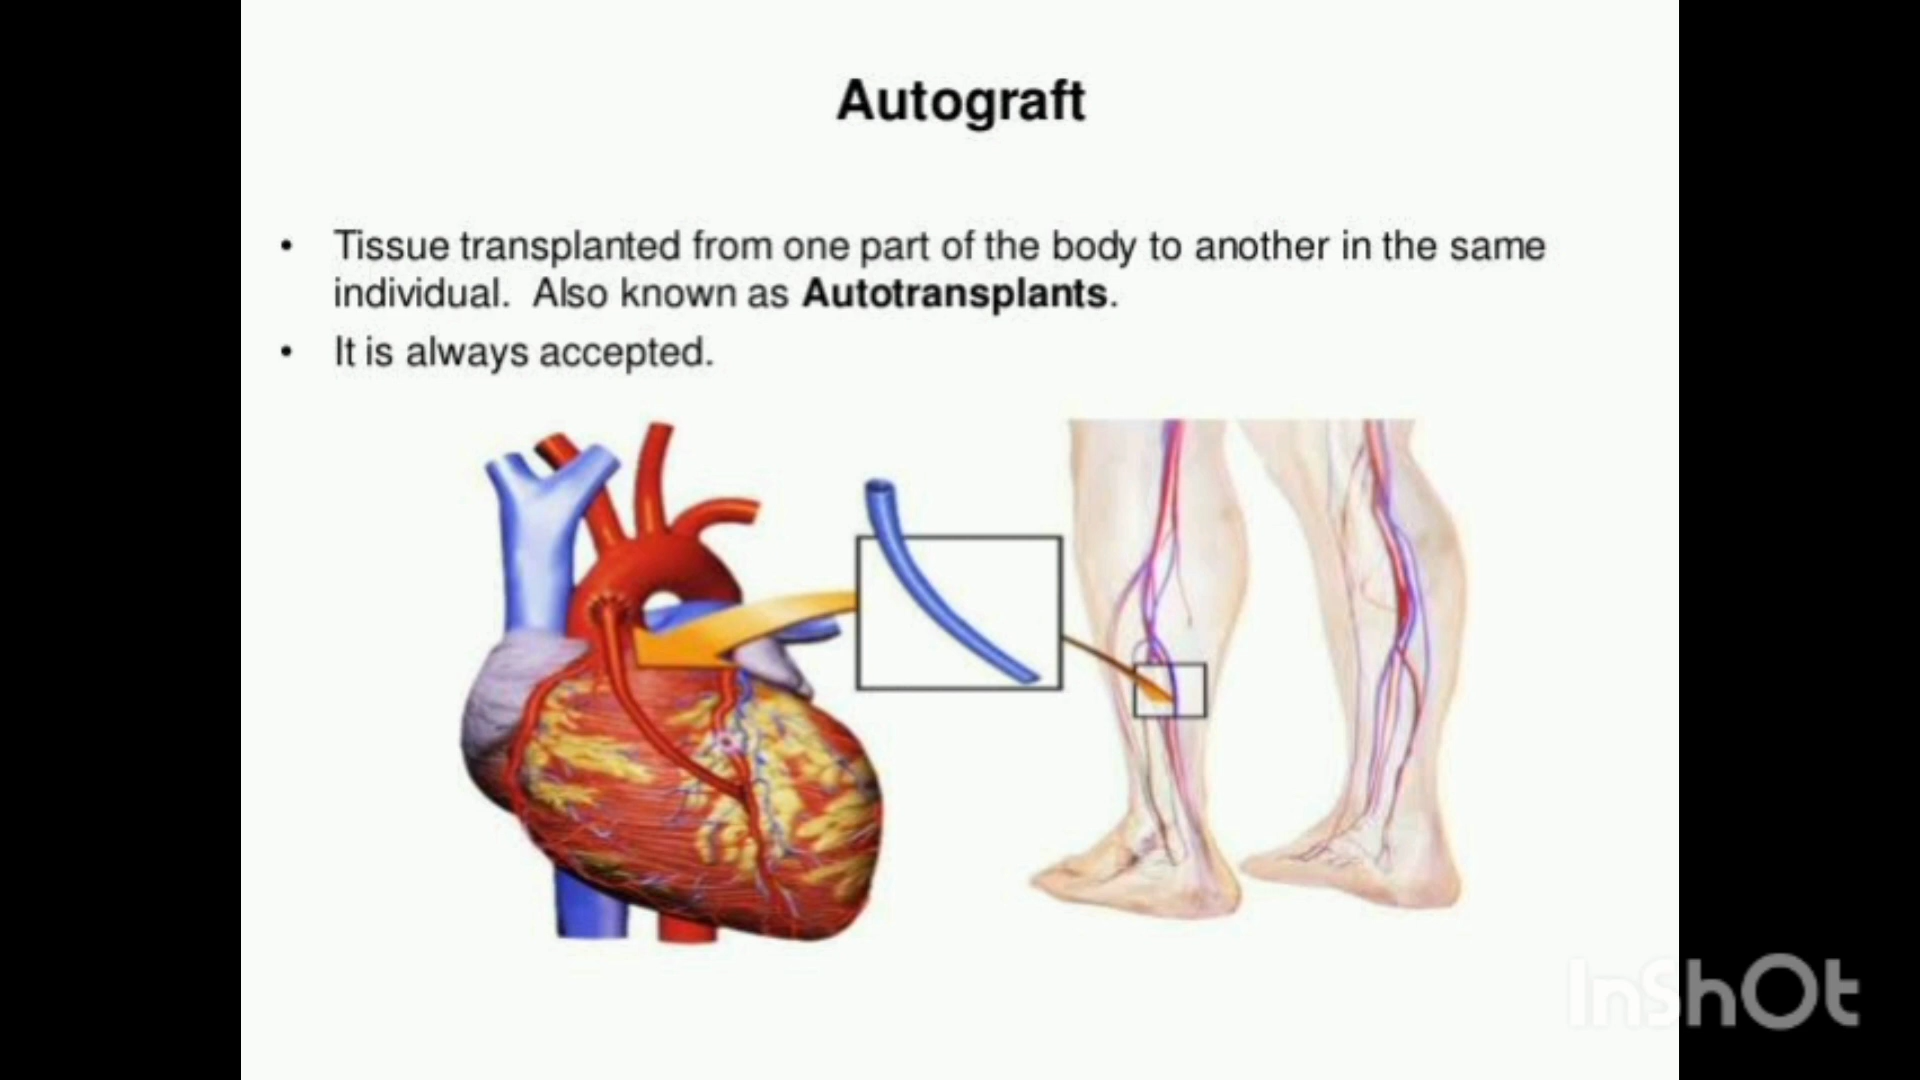 Autograft
• Tissue transplanted from one part of the body to another in the same
individual. Also known as Autotransplants.
• It is always accepted.
InShOt